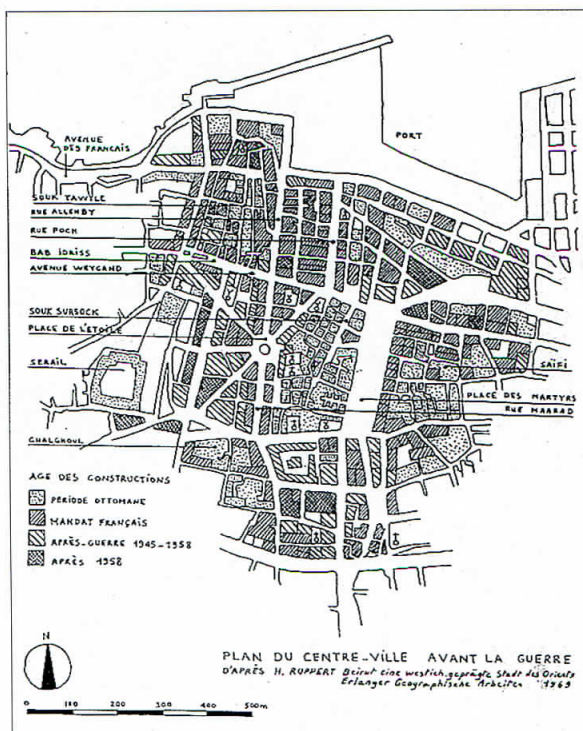 AVENUE
DES FRANCAIS
PORT
SOUK TAWILE
RUE ALLENBY
RUE FOCH
BAB IDRISS
AVENUE WEYGAND
SOUK SURSOCK
PLACE DE L'ÉTOILE
SERAIL
SAÏFI
PLACE DES MARTYRS
RUE MAARAD
GHALGHOUL
AGE DES CONSTRUCTIONS
PÉRIODE OTTOMANE
MANDAT FRANÇAIS
APRÈS-GUERRE 1945-1958
APRÈS 1958
N
PLAN DU CENTRE-VILLE AVANT LA GUERRE
D'APRÈS H. RUPPERT Beirut eine westlich geprägte Stadt des Orients
Erlanger Geographische Arbeiten 1969
0 100 200 300 400 500m